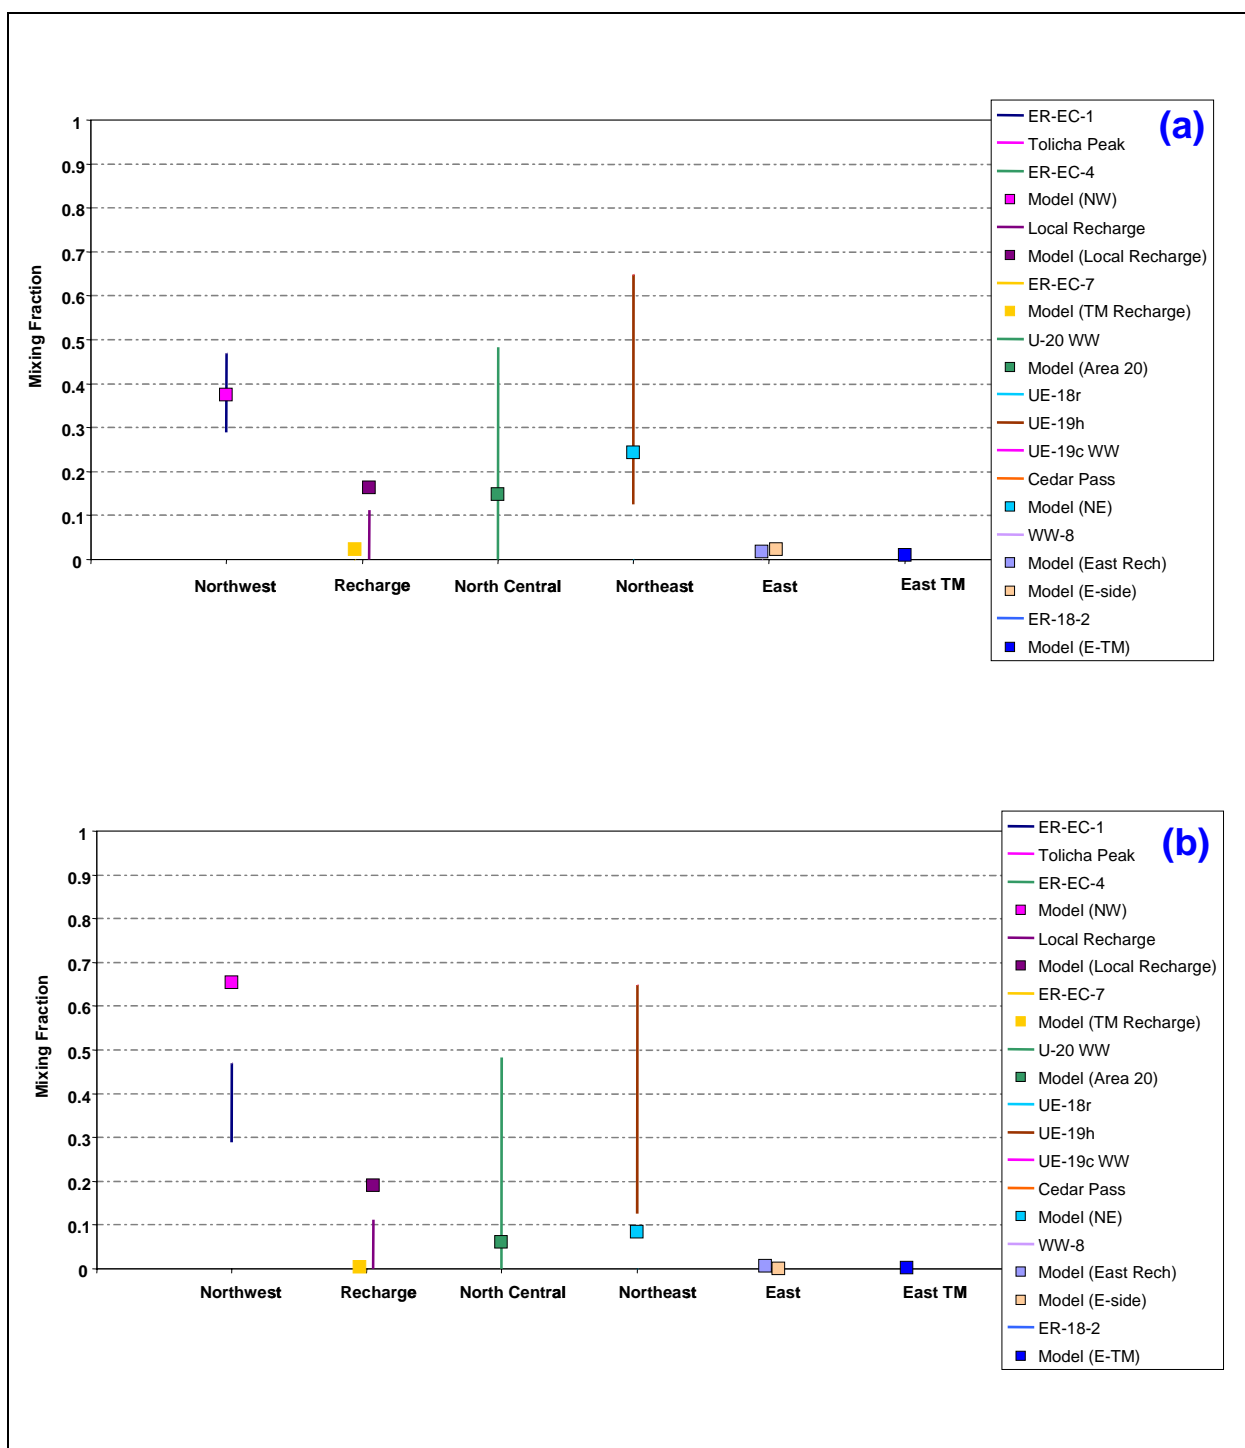 (a)
1
0.9
0.8
0.7
0.6
0.5
0.4
0.3
0.2
0.1
0
Mixing Fraction
Northwest
Recharge
North Central
Northeast
East
East TM
ER-EC-1
Tolicha Peak
ER-EC-4
Model (NW)
Local Recharge
Model (Local Recharge)
ER-EC-7
Model (TM Recharge)
U-20 WW
Model (Area 20)
UE-18r
UE-19h
UE-19c WW
Cedar Pass
Model (NE)
WW-8
Model (East Rech)
Model (E-side)
ER-18-2
Model (E-TM)
(b)
1
0.9
0.8
0.7
0.6
0.5
0.4
0.3
0.2
0.1
0
Mixing Fraction
Northwest
Recharge
North Central
Northeast
East
East TM
ER-EC-1
Tolicha Peak
ER-EC-4
Model (NW)
Local Recharge
Model (Local Recharge)
ER-EC-7
Model (TM Recharge)
U-20 WW
Model (Area 20)
UE-18r
UE-19h
UE-19c WW
Cedar Pass
Model (NE)
WW-8
Model (East Rech)
Model (E-side)
ER-18-2
Model (E-TM)